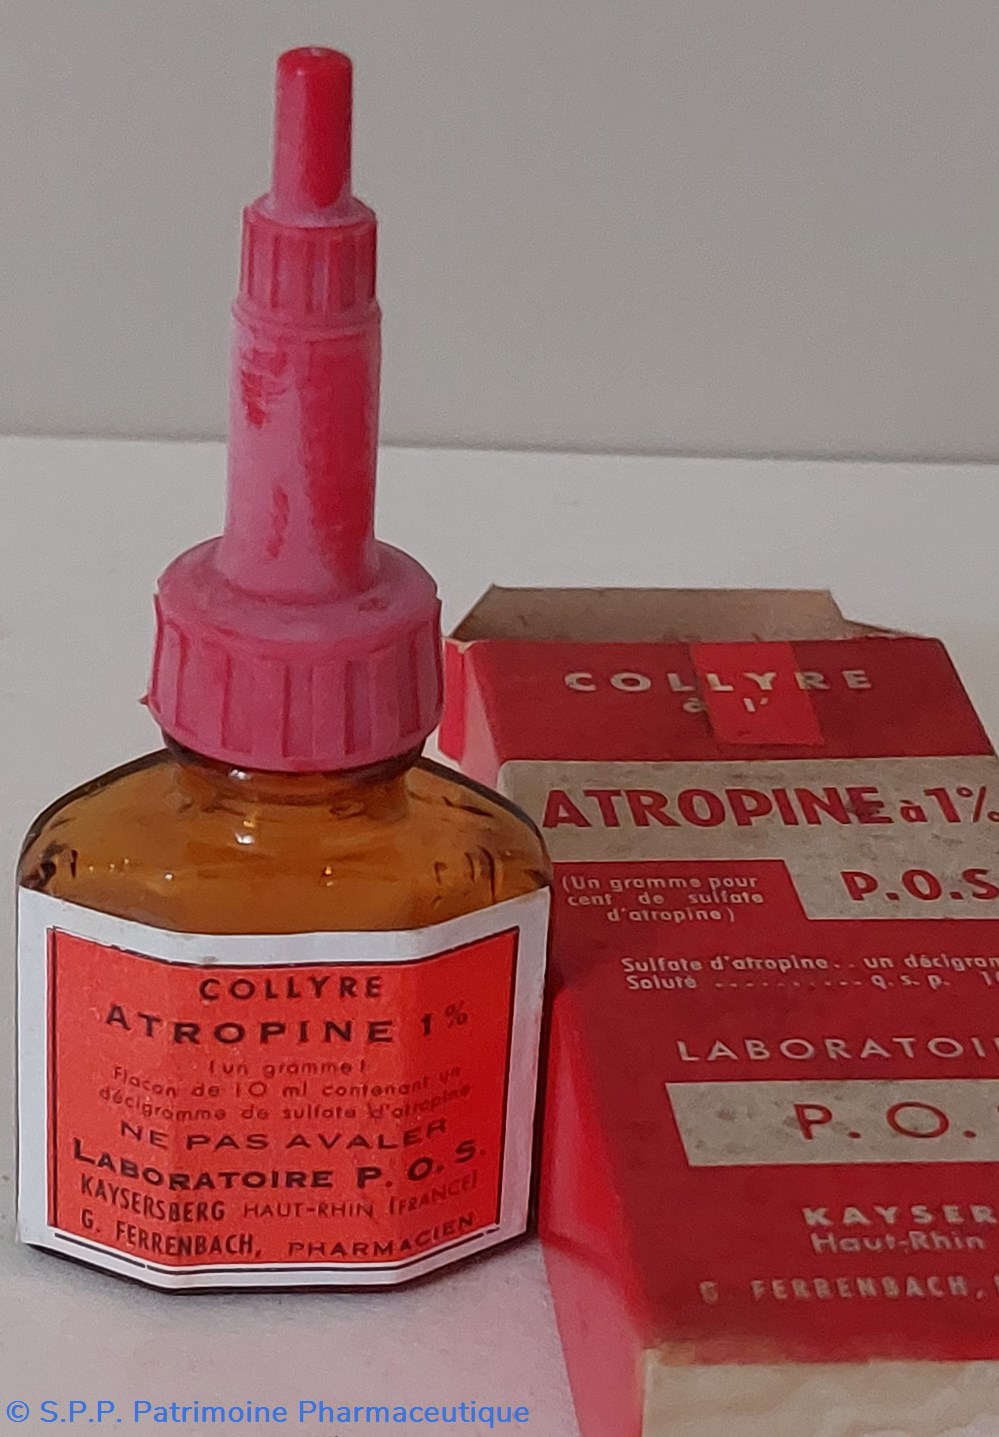 COLLYRE
ATROPINE 1%
(un gramme)
Flacon de 10 ml contenant un
décigramme de sulfate d'atropine
NE PAS AVALER
LABORATOIRE P. O. S.
KAYSERSBERG HAUT-RHIN (FRANCE)
G. FERRENBACH, PHARMACIEN
COLLYRE
à l'
ATROPINE à 1%
P.O.S
(Un gramme pour
cent de sulfate
d'atropine)
Sulfate d'atropine . . un décigram
Soluté . . . . . . . . . . q. s. p. 1
LABORATOI
P. O.
KAYSER
Haut-Rhin
G. FERRENBACH,
© S.P.P. Patrimoine Pharmaceutique